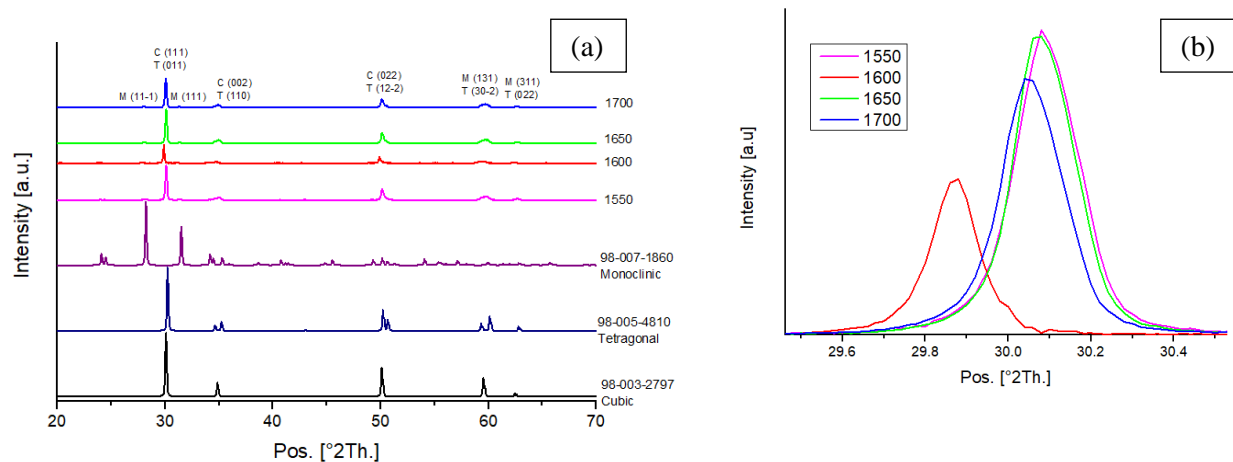 (a)
C (111)
T (011)
M (11-1)
M (111)
C (002)
T (110)
C (022)
T (12-2)
M (131)
T (30-2)
M (311)
T (022)
1700
1650
1600
1550
98-007-1860
Monoclinic
98-005-4810
Tetragonal
98-003-2797
Cubic
Intensity [a.u.]
20 30 40 50 60 70
Pos. [°2Th.]
(b)
1550
1600
1650
1700
Intensity [a.u]
29.6 29.8 30.0 30.2 30.4
Pos. [°2Th.]